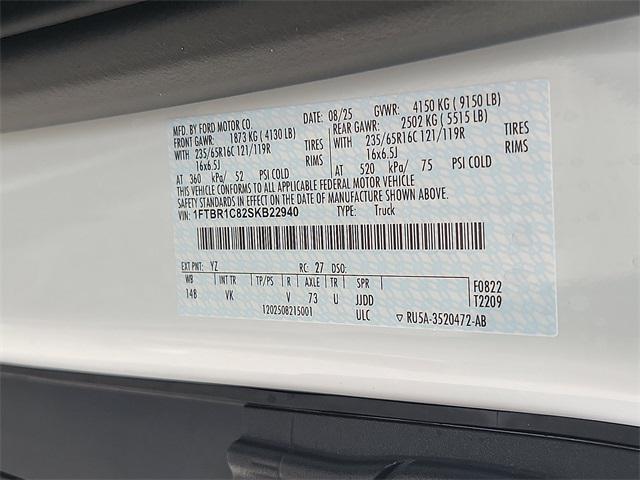 MFD. BY FORD MOTOR CO. DATE: 08/25 GVWR: 4150 KG ( 9150 LB)
FRONT GAWR: 1873 KG ( 4130 LB) REAR GAWR: 2502 KG ( 5515 LB)
WITH 235/65R16C 121/119R TIRES WITH 235/65R16C 121/119R TIRES
16x6.5J RIMS 16x6.5J RIMS
AT 360 kPa/ 52 PSI COLD AT 520 kPa/ 75 PSI COLD
THIS VEHICLE CONFORMS TO ALL APPLICABLE FEDERAL MOTOR VEHICLE
SAFETY STANDARDS IN EFFECT ON THE DATE OF MANUFACTURE SHOWN ABOVE.
VIN: 1FTBR1C82SKB22940 TYPE: Truck
EXT PNT: YZ RC: 27 DSO:
WB INT TR TP/PS R AXLE TR SPR F0822
14B VK V 73 U JJDD T2209
1202508215001 ULC ▽ RU5A-3520472-AB